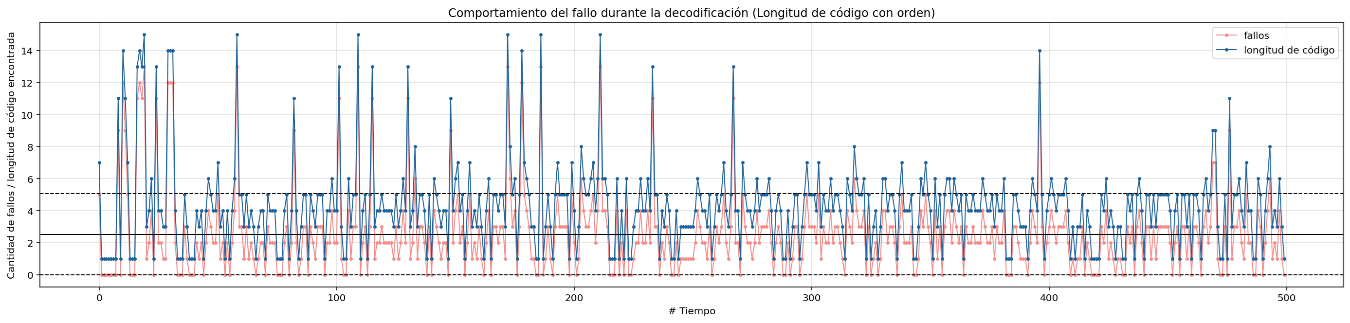 Comportamiento del fallo durante la decodificación (Longitud de código con orden)
fallos
longitud de código
Cantidad de fallos / longitud de código encontrada
14
12
10
8
6
4
2
0
0
100
200
300
400
500
# Tiempo